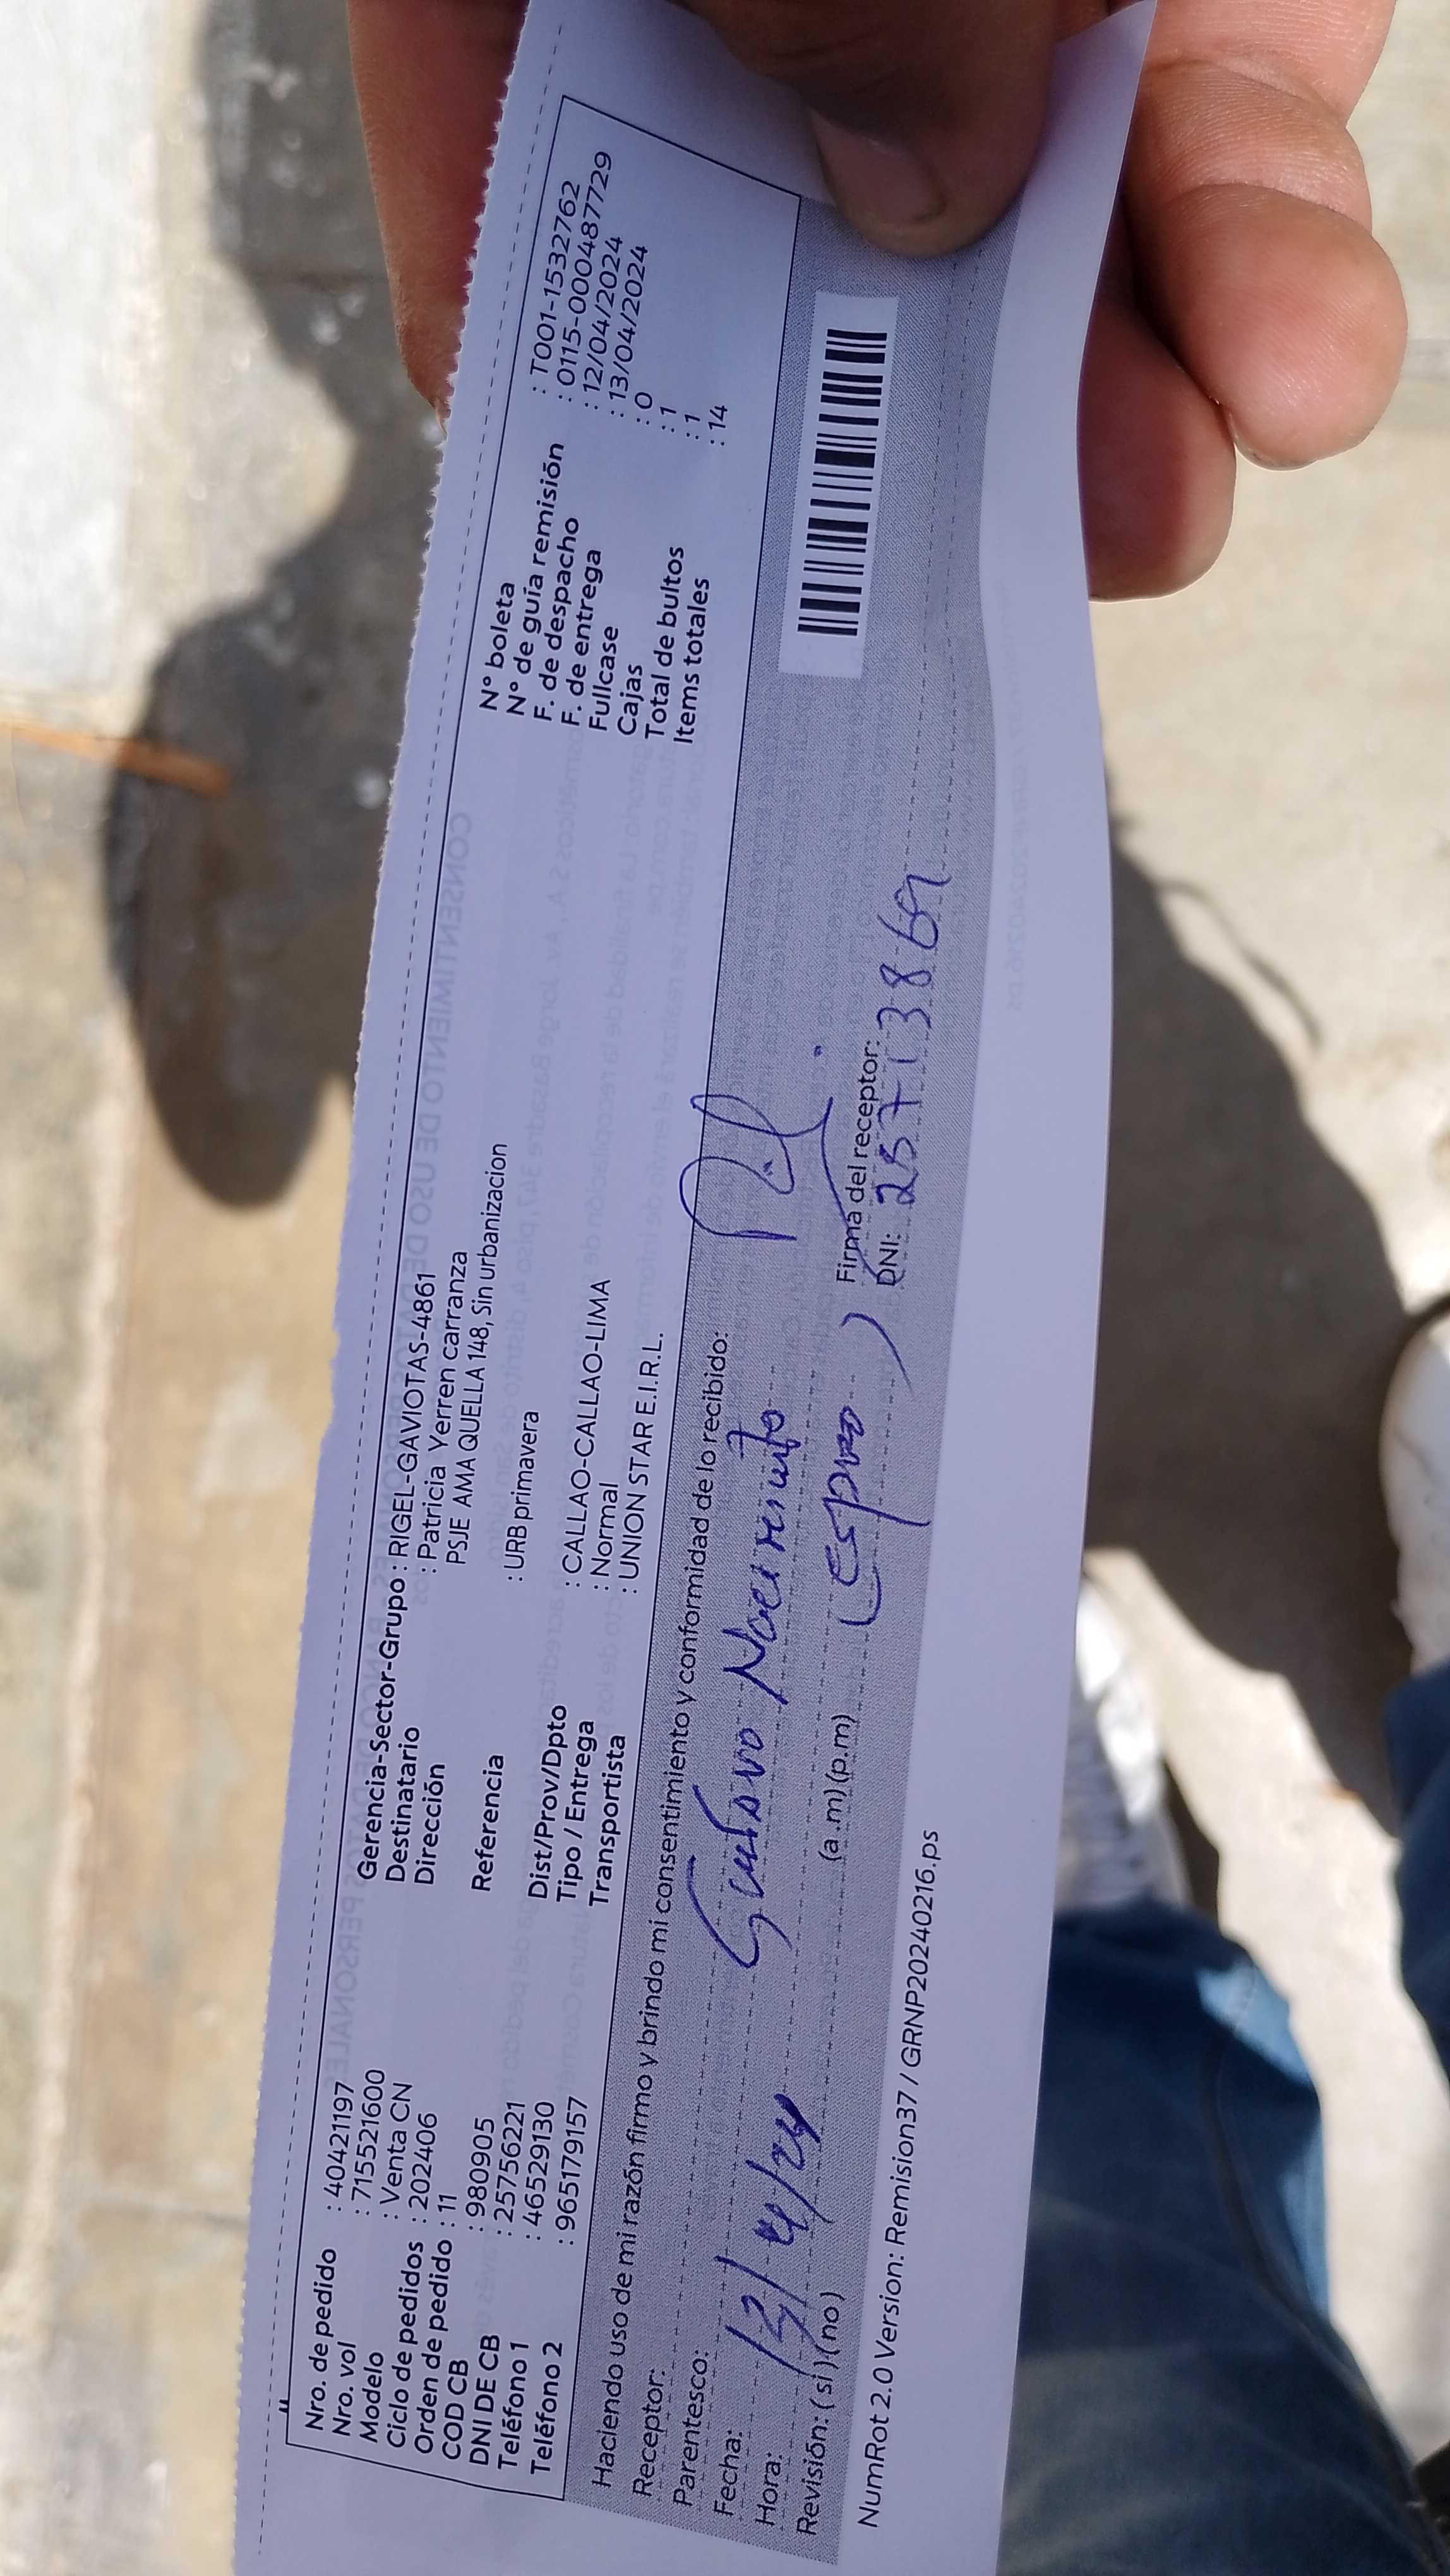 Nro. de pedido : 40421197
Nro. vol : 715521600
Modelo : Venta CN
Ciclo de pedidos : 202406
Orden de pedido : 11
COD CB : 980905
DNI DE CB : 25756221
Teléfono 1 : 46529130
Teléfono 2 : 965179157
Gerencia-Sector-Grupo : RIGEL-GAVIOTAS-4861
Destinatario : Patricia Yerren carranza
Dirección PSJE AMA QUELLA 148, Sin urbanizacion
Referencia : URB primavera
Dist/Prov/Dpto : CALLAO-CALLAO-LIMA
Tipo / Entrega : Normal
Transportista : UNION STAR E.I.R.L.
N° boleta : T001-1532762
N° de guía remisión : 0115-0000487729
F. de despacho : 12/04/2024
F. de entrega : 13/04/2024
Fullcase : 0
Cajas : 1
Total de bultos : 1
Items totales : 14
Haciendo uso de mi razón firmo y brindo mi consentimiento y conformidad de lo recibido:
Receptor:
Parentesco:
Fecha: 13/4/24
Hora: (a .m) (p.m)
Revisión: ( si ) ( no )
(Esposo)
Firma del receptor:
DNI: 25713869
NumRot 2.0 Version: Remision37 / GRNP20240216.ps